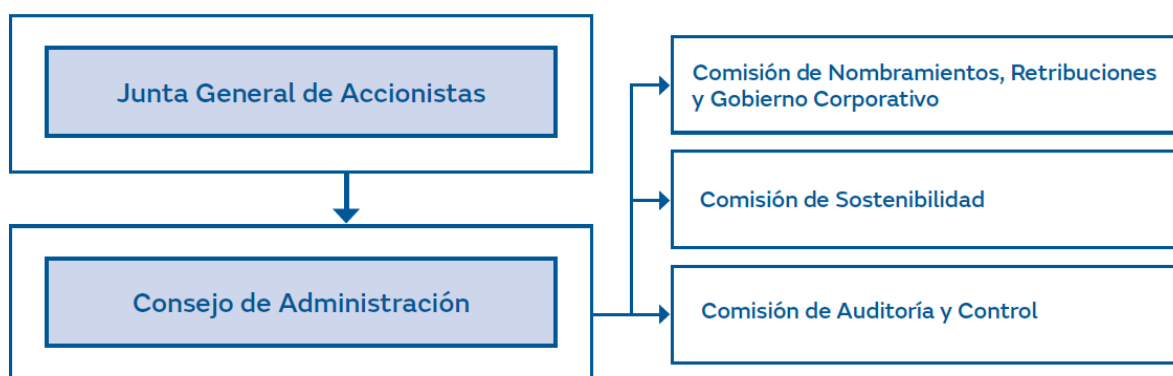 Junta General de Accionistas
Consejo de Administración
Comisión de Nombramientos, Retribuciones
y Gobierno Corporativo
Comisión de Sostenibilidad
Comisión de Auditoría y Control